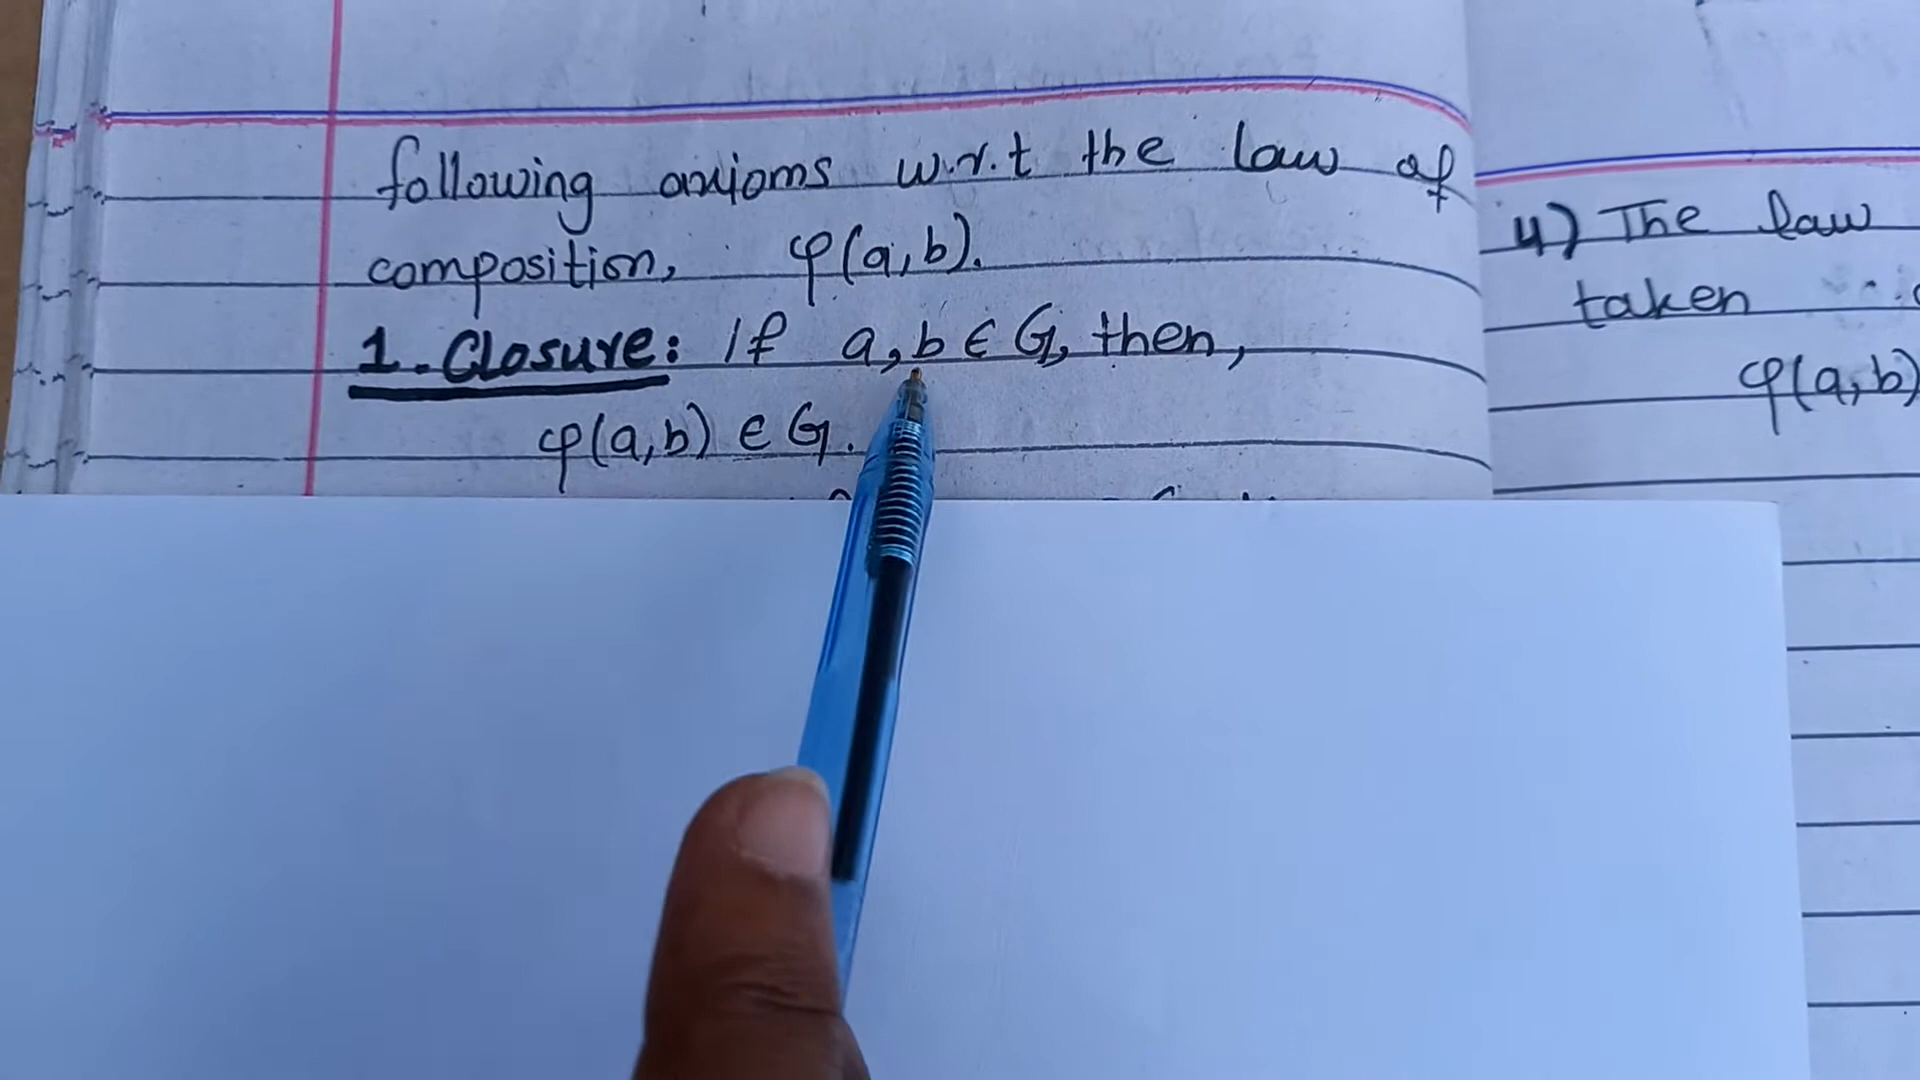 following axioms w.r.t the law of
composition, φ(a,b).
1. Closure: If a, b ∈ G, then,
φ(a,b) ∈ G.
4) The law
taken
φ(a,b)